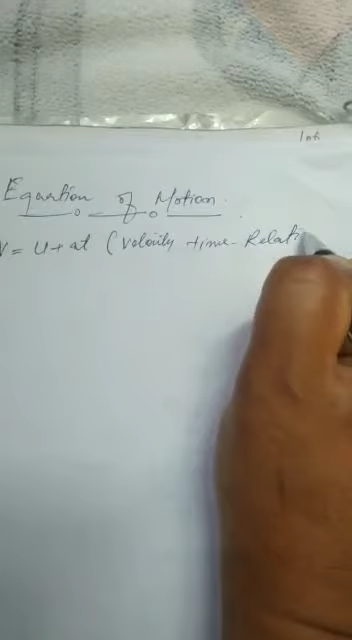 Equation of Motion.
V = u + at (Velocity time - Relati